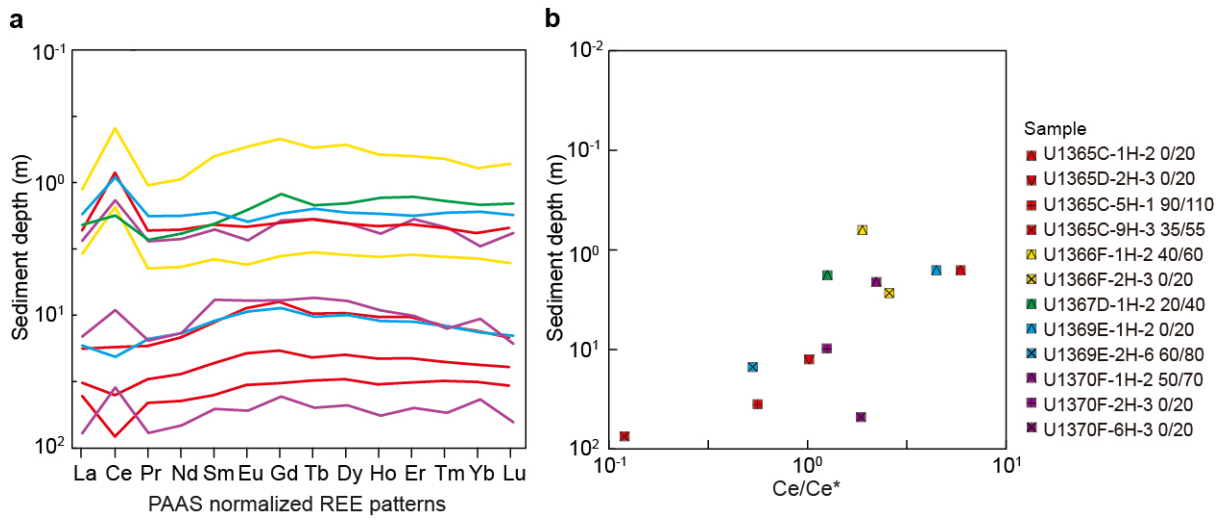 a
10-1
100
101
102
Sediment depth (m)
La Ce Pr Nd Sm Eu Gd Tb Dy Ho Er Tm Yb Lu
PAAS normalized REE patterns
b
10-2
10-1
100
101
102
Sediment depth (m)
10-1 100 101
Ce/Ce*
Sample
U1365C-1H-2 0/20
U1365D-2H-3 0/20
U1365C-5H-1 90/110
U1365C-9H-3 35/55
U1366F-1H-2 40/60
U1366F-2H-3 0/20
U1367D-1H-2 20/40
U1369E-1H-2 0/20
U1369E-2H-6 60/80
U1370F-1H-2 50/70
U1370F-2H-3 0/20
U1370F-6H-3 0/20